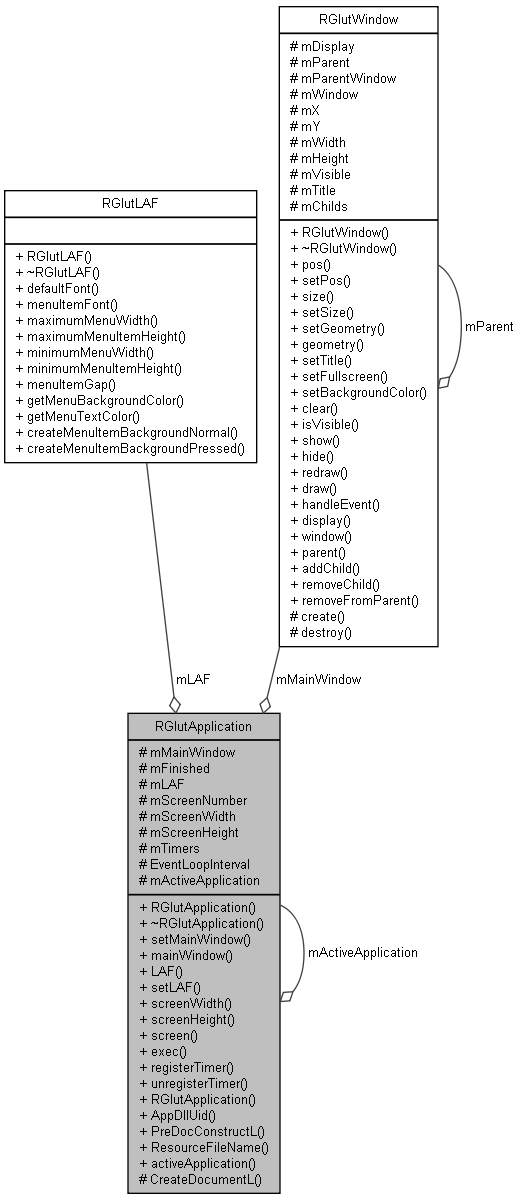 RGlutWindow
# mDisplay
# mParent
# mParentWindow
# mWindow
# mX
# mY
# mWidth
# mHeight
# mVisible
# mTitle
# mChilds
+ RGlutWindow()
+ ~RGlutWindow()
+ pos()
+ setPos()
+ size()
+ setSize()
+ setGeometry()
+ geometry()
+ setTitle()
+ setFullscreen()
+ setBackgroundColor()
+ clear()
+ isVisible()
+ show()
+ hide()
+ redraw()
+ draw()
+ handleEvent()
+ display()
+ window()
+ parent()
+ addChild()
+ removeChild()
+ removeFromParent()
# create()
# destroy()
mParent
RGlutLAF
+ RGlutLAF()
+ ~RGlutLAF()
+ defaultFont()
+ menuItemFont()
+ maximumMenuWidth()
+ maximumMenuItemHeight()
+ minimumMenuWidth()
+ minimumMenuItemHeight()
+ menuItemGap()
+ getMenuBackgroundColor()
+ getMenuTextColor()
+ createMenuItemBackgroundNormal()
+ createMenuItemBackgroundPressed()
mLAF
mMainWindow
RGlutApplication
# mMainWindow
# mFinished
# mLAF
# mScreenNumber
# mScreenWidth
# mScreenHeight
# mTimers
# EventLoopInterval
# mActiveApplication
+ RGlutApplication()
+ ~RGlutApplication()
+ setMainWindow()
+ mainWindow()
+ LAF()
+ setLAF()
+ screenWidth()
+ screenHeight()
+ screen()
+ exec()
+ registerTimer()
+ unregisterTimer()
+ RGlutApplication()
+ AppDllUid()
+ PreDocConstructL()
+ ResourceFileName()
+ activeApplication()
# CreateDocumentL()
mActiveApplication